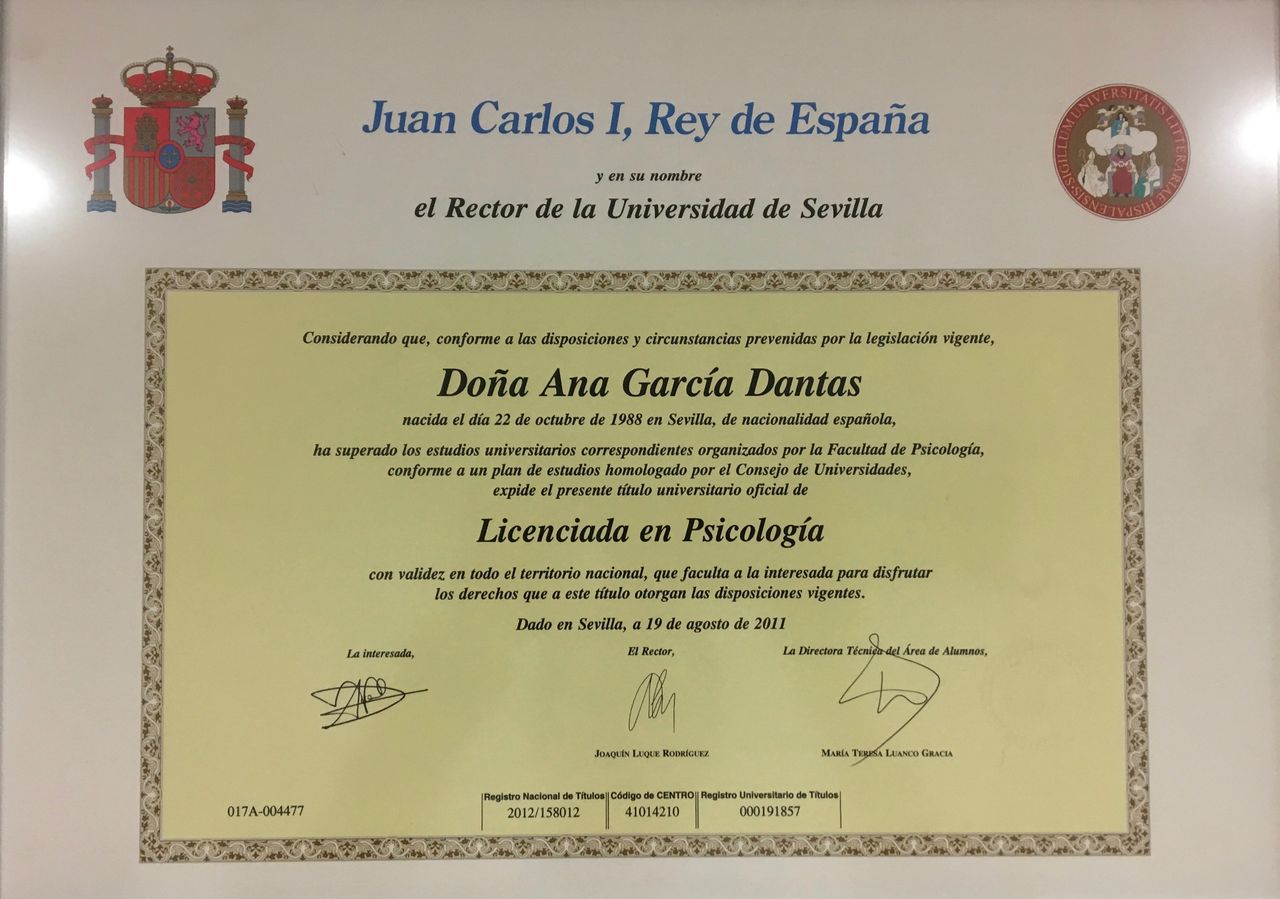 Juan Carlos I, Rey de España
y en su nombre
el Rector de la Universidad de Sevilla
SIGILLUM UNIVERSITATIS LITTERARIAE HISPALENSIS
Considerando que, conforme a las disposiciones y circunstancias prevenidas por la legislación vigente,
Doña Ana García Dantas
nacida el día 22 de octubre de 1988 en Sevilla, de nacionalidad española,
ha superado los estudios universitarios correspondientes organizados por la Facultad de Psicología,
conforme a un plan de estudios homologado por el Consejo de Universidades,
expide el presente título universitario oficial de
Licenciada en Psicología
con validez en todo el territorio nacional, que faculta a la interesada para disfrutar
los derechos que a este título otorgan las disposiciones vigentes.
Dado en Sevilla, a 19 de agosto de 2011
La interesada, El Rector, La Directora Técnica del Área de Alumnos,
JOAQUÍN LUQUE RODRÍGUEZ MARÍA TERESA LUANCO GRACIA
Registro Nacional de Títulos Código de CENTRO Registro Universitario de Títulos
017A-004477 2012/158012 41014210 000191857